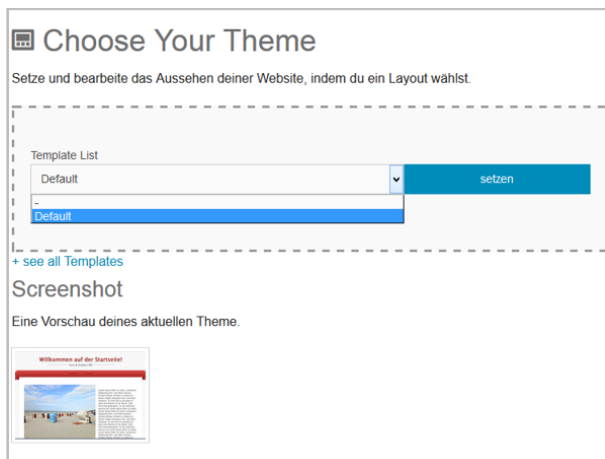 Choose Your Theme
Setze und bearbeite das Aussehen deiner Website, indem du ein Layout wählst.
Template List
Default
setzen
-
Default
+ see all Templates
Screenshot
Eine Vorschau deines aktuellen Theme.
Willkommen auf der Startseite!